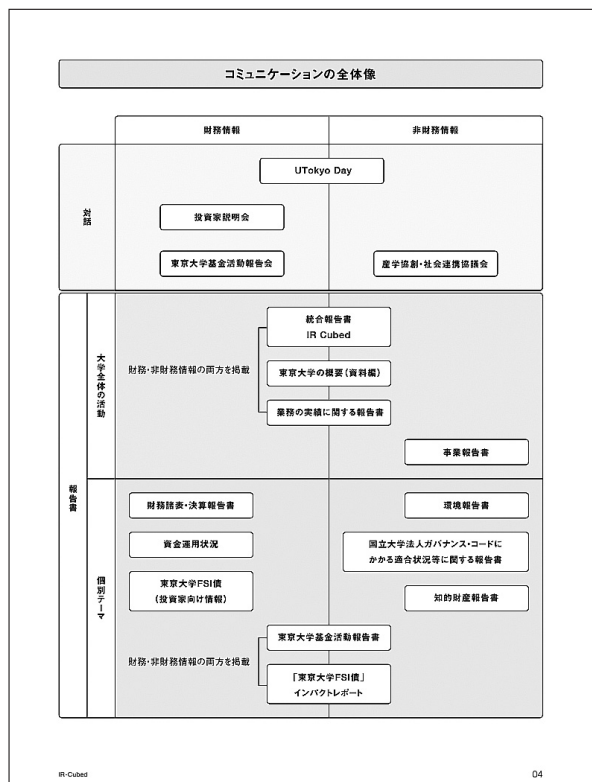 コミュニケーションの全体像
財務情報
非財務情報
対話
UTokyo Day
投資家説明会
東京大学基金活動報告会
産学協創・社会連携協議会
報告書
大学全体の活動
統合報告書
IR Cubed
財務・非財務情報の両方を掲載
東京大学の概要(資料編)
業務の実績に関する報告書
事業報告書
個別テーマ
財務諸表・決算報告書
環境報告書
資金運用状況
国立大学法人ガバナンス・コードに
かかる適合状況等に関する報告書
東京大学FSI債
(投資家向け情報)
知的財産報告書
東京大学基金活動報告書
財務・非財務情報の両方を掲載
「東京大学FSI債」
インパクトレポート
IR-Cubed
04